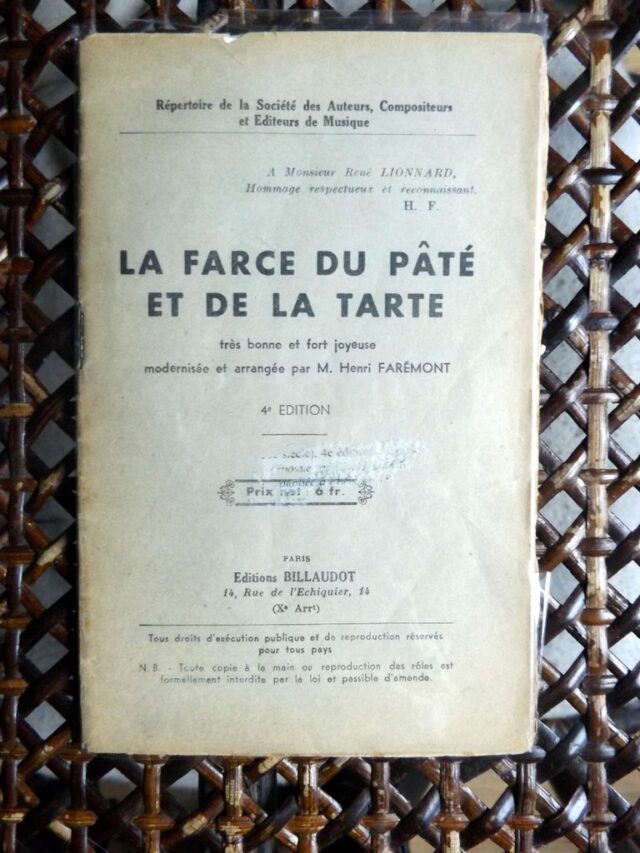 Répertoire de la Société des Auteurs, Compositeurs
et Editeurs de Musique
A Monsieur René LIONNARD,
Hommage respectueux et reconnaissant.
H. F.
LA FARCE DU PÂTÉ
ET DE LA TARTE
très bonne et fort joyeuse
modernisée et arrangée par M. Henri FARÉMONT
4e EDITION
siècle), 4e édition
Prix net : 6 fr.
PARIS
Editions BILLAUDOT
14, Rue de l'Echiquier, 14
(Xe Arrt)
Tous droits d'exécution publique et de reproduction réservés
pour tous pays
N. B. - Toute copie à la main ou reproduction des rôles est
formellement interdite par la loi et passible d'amende.